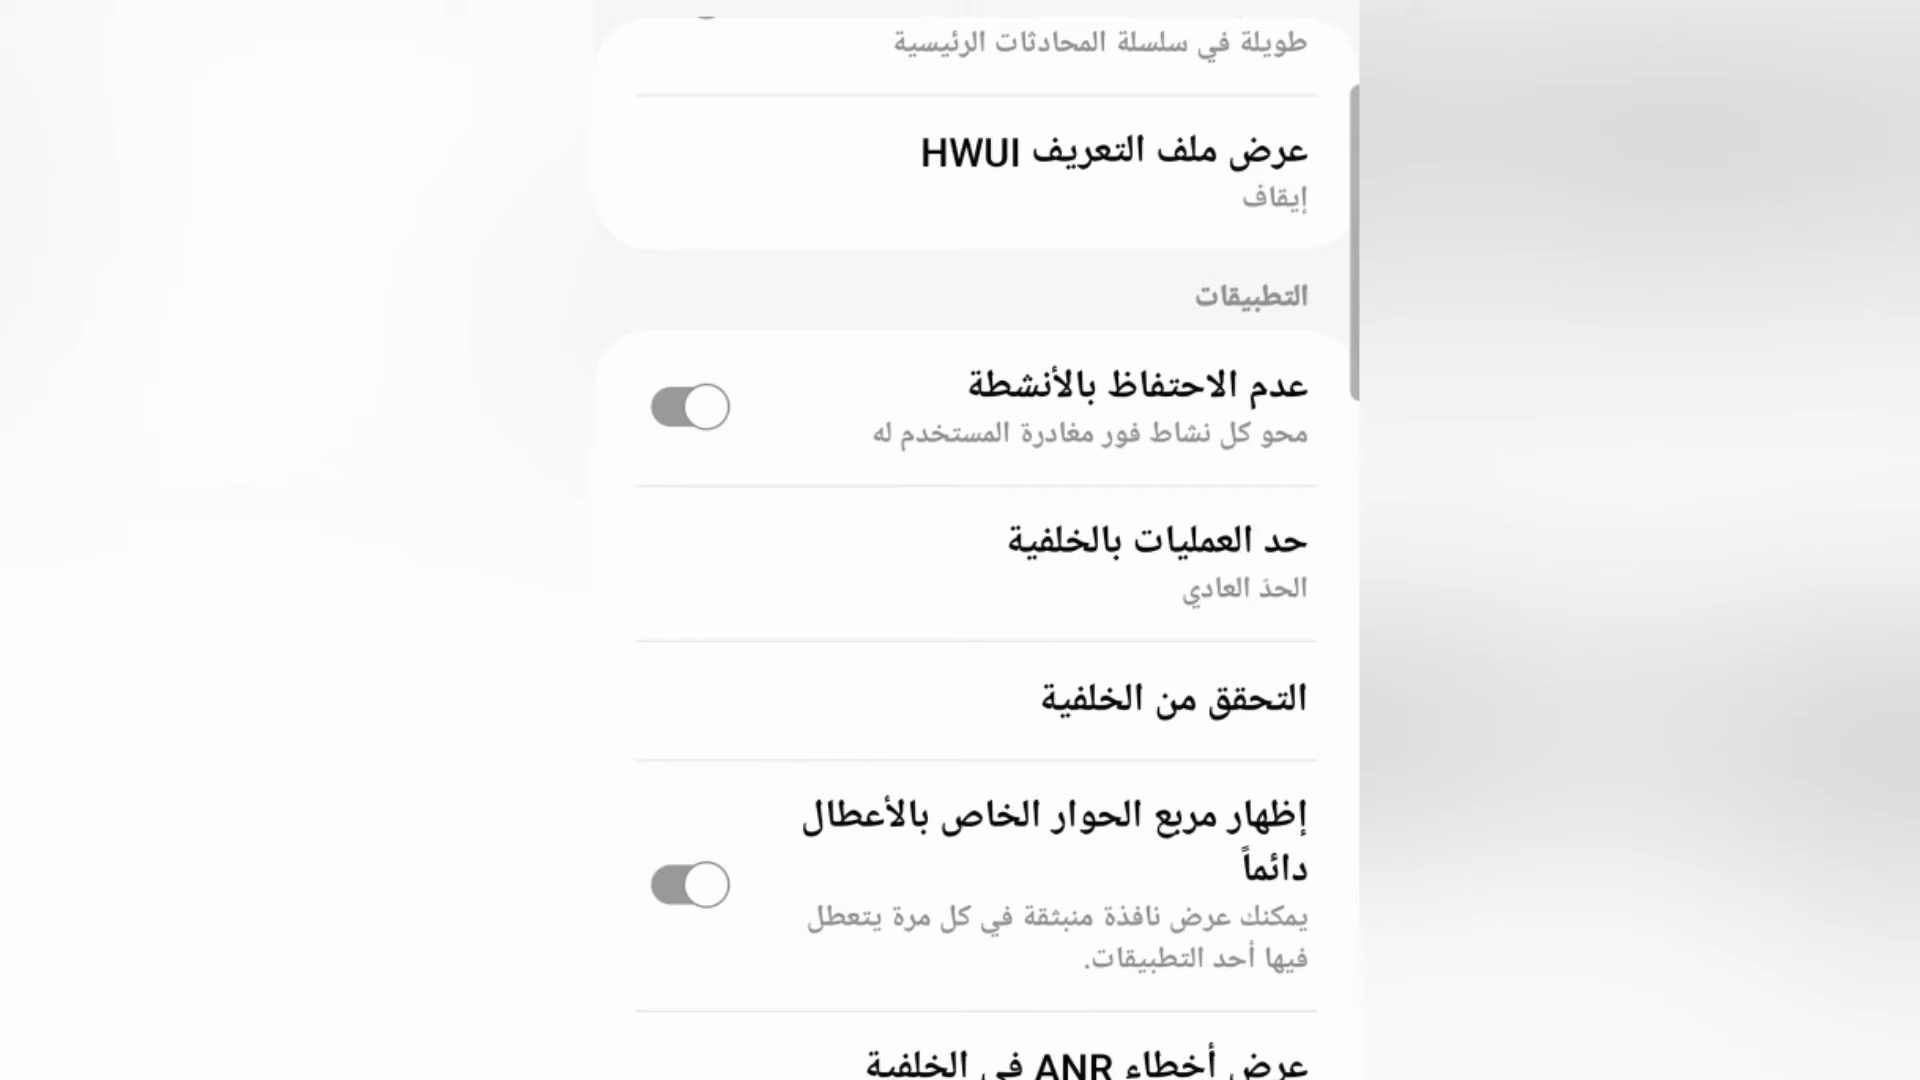 طويلة في سلسلة المحادثات الرئيسية
عرض ملف التعريف HWUI
إيقاف
التطبيقات
عدم الاحتفاظ بالأنشطة
محو كل نشاط فور مغادرة المستخدم له
حد العمليات بالخلفية
الحدّ العادي
التحقق من الخلفية
إظهار مربع الحوار الخاص بالأعطال
دائماً
يمكنك عرض نافذة منبثقة في كل مرة يتعطل
فيها أحد التطبيقات.
عرض أخطاء ANR في الخلفية